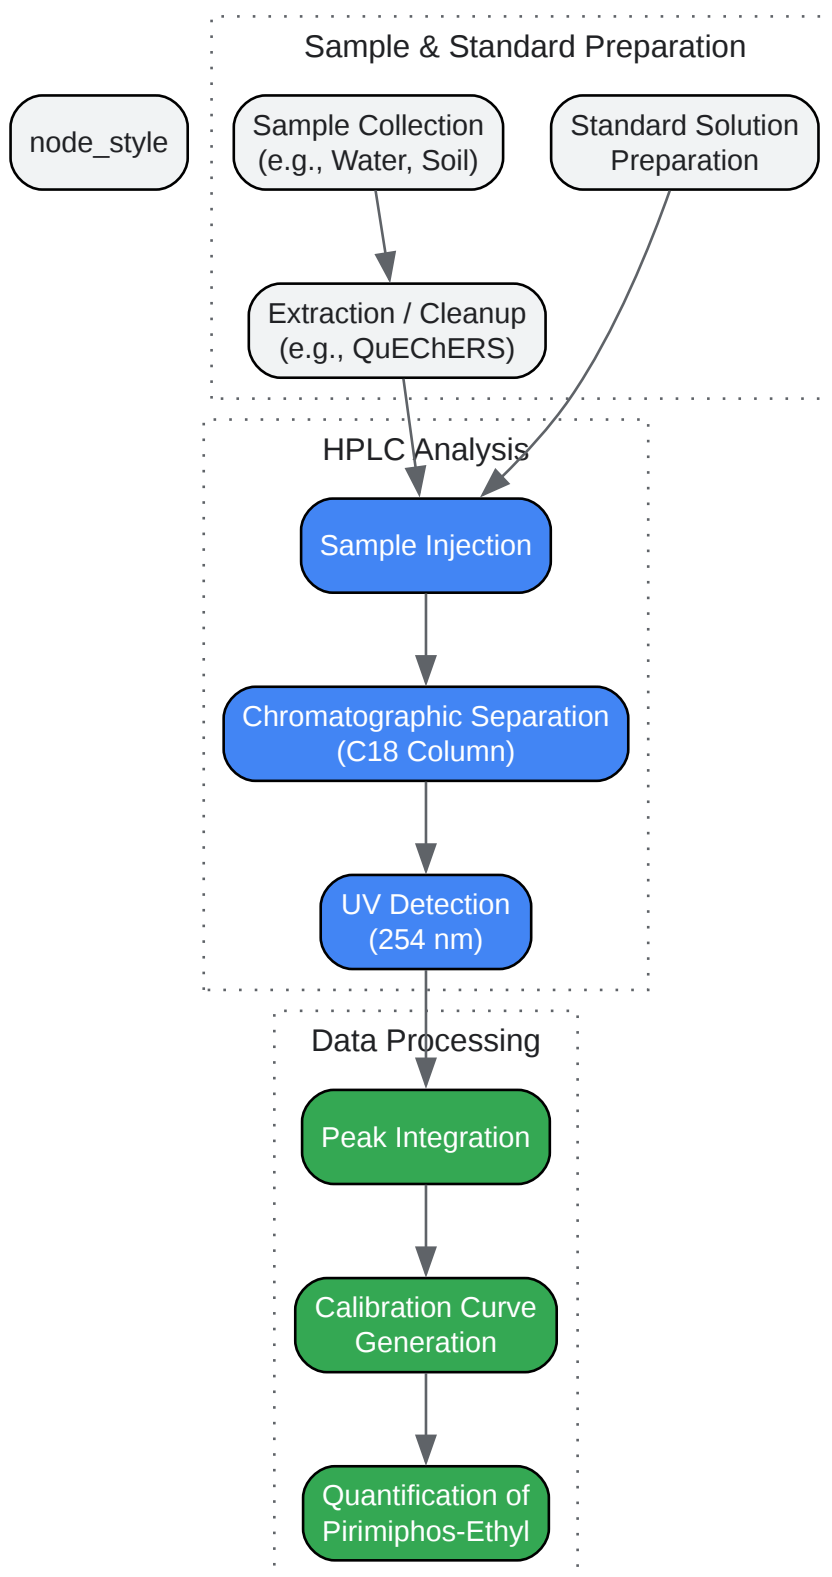 Sample & Standard Preparation
node_style
Sample Collection
(e.g., Water, Soil)
Standard Solution
Preparation
Extraction / Cleanup
(e.g., QuEChERS)
HPLC Analysis
Sample Injection
Chromatographic Separation
(C18 Column)
UV Detection
(254 nm)
Data Processing
Peak Integration
Calibration Curve
Generation
Quantification of
Pirimiphos-Ethyl